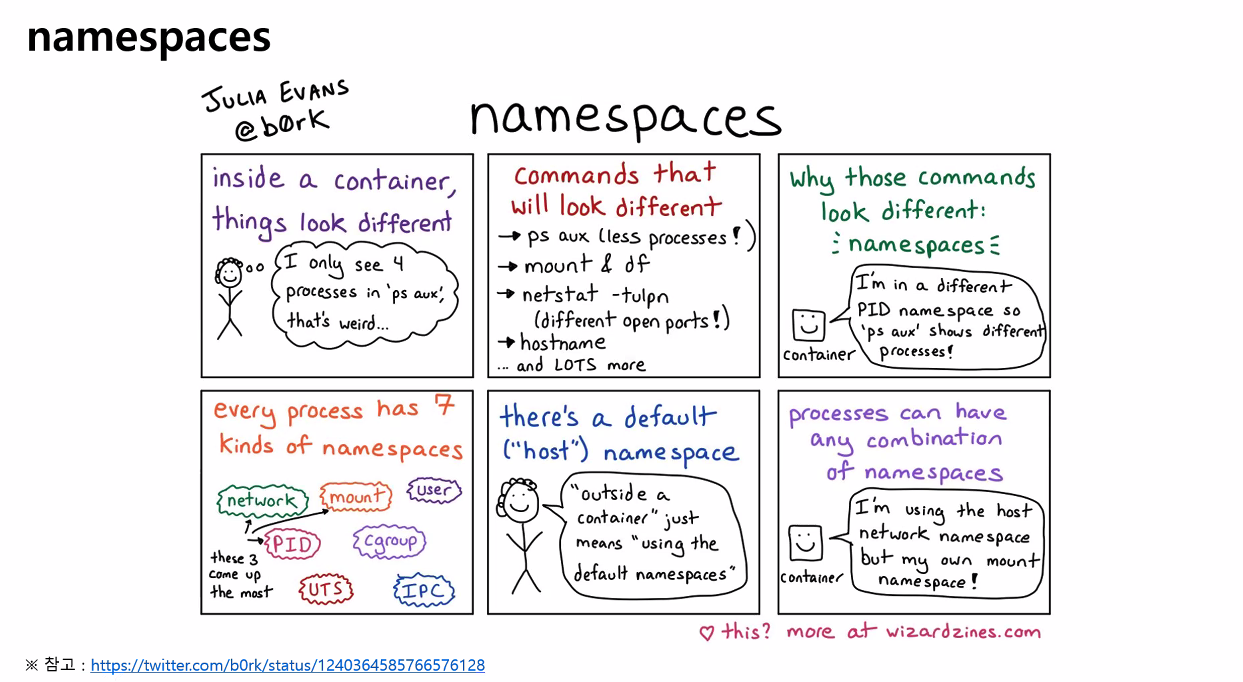 namespaces
JULIA EVANS
@b0rk
namespaces
inside a container,
things look different
I only see 4
processes in 'ps aux',
that's weird...
commands that
will look different
→ ps aux (less processes!)
→ mount & df
→ netstat -tulpn
(different open ports!)
→ hostname
... and LOTS more
why those commands
look different:
namespaces
I'm in a different
PID namespace so
'ps aux' shows different
processes!
container
every process has 7
kinds of namespaces
network
mount
user
PID
cgroup
these 3
come up
the most
UTS
IPC
there's a default
("host") namespace
"outside a
container" just
means "using the
default namespaces"
processes can have
any combination
of namespaces
I'm using the host
network namespace
but my own mount
namespace!
container
♡ this? more at wizardzines.com
※ 참고 : https://twitter.com/b0rk/status/1240364585766576128